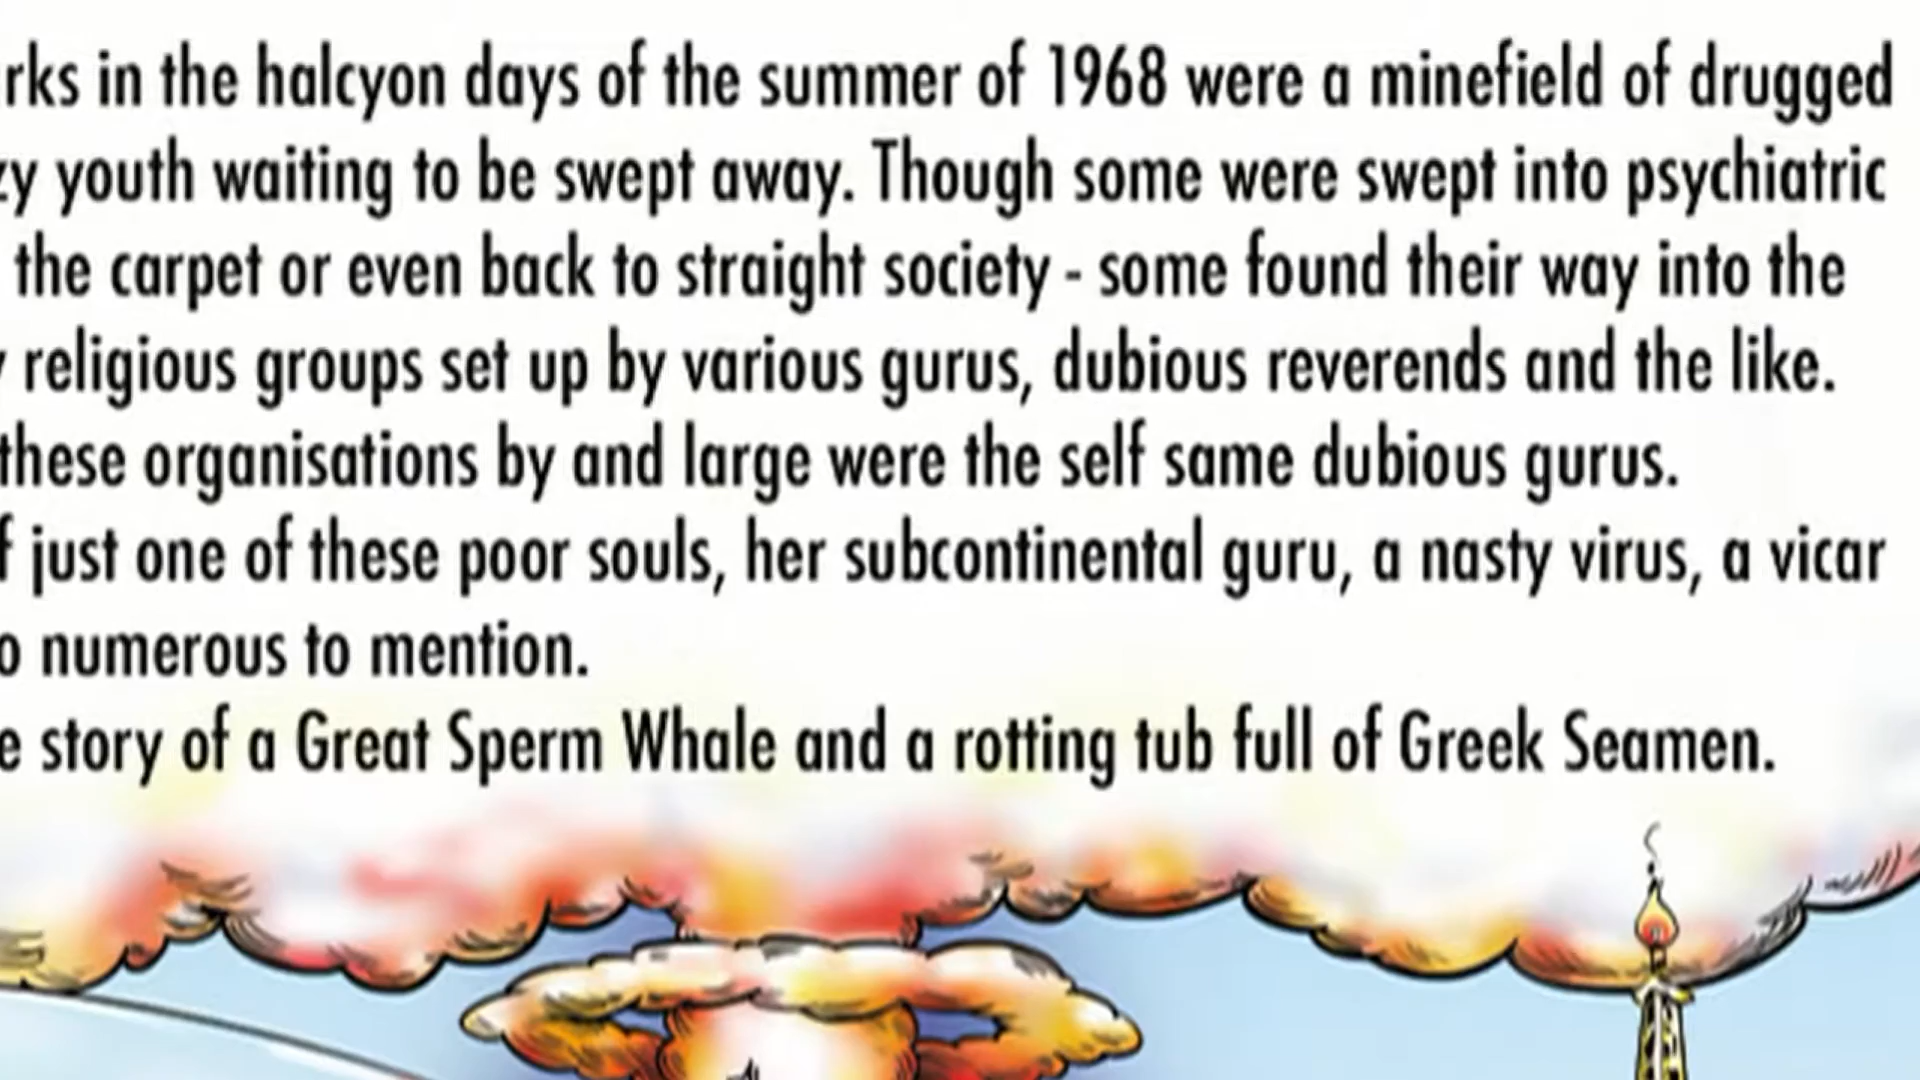 rks in the halcyon days of the summer of 1968 were a minefield of drugged
zy youth waiting to be swept away. Though some were swept into psychiatric
the carpet or even back to straight society - some found their way into the
religious groups set up by various gurus, dubious reverends and the like.
these organisations by and large were the self same dubious gurus.
f just one of these poor souls, her subcontinental guru, a nasty virus, a vicar
o numerous to mention.
e story of a Great Sperm Whale and a rotting tub full of Greek Seamen.